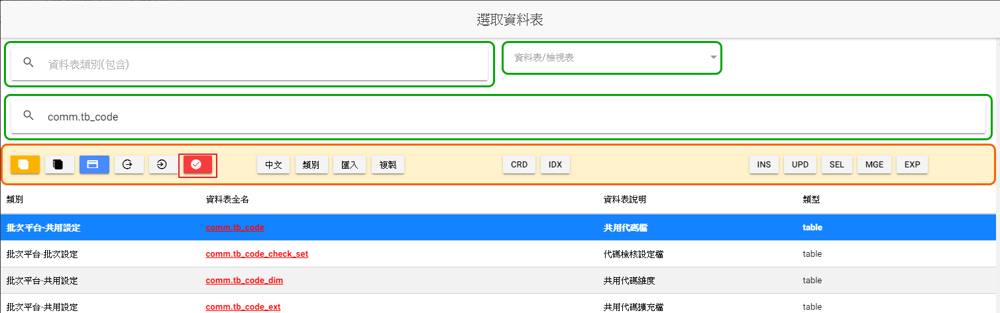 選取資料表
資料表類別(包含)
資料表/檢視表
comm.tb_code
中文 類別 匯入 複製 CRD IDX INS UPD SEL MGE EXP
類別 資料表全名 資料表說明 類型
批次平台-共用設定 comm.tb_code 共用代碼檔 table
批次平台-批次設定 comm.tb_code_check_set 代碼檢核設定檔 table
批次平台-共用設定 comm.tb_code_dim 共用代碼維度 table
批次平台-共用設定 comm.tb_code_ext 共用代碼擴充檔 table